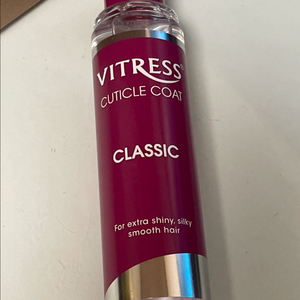 VITRESS®
CUTICLE COAT
CLASSIC
For extra shiny, silky
smooth hair